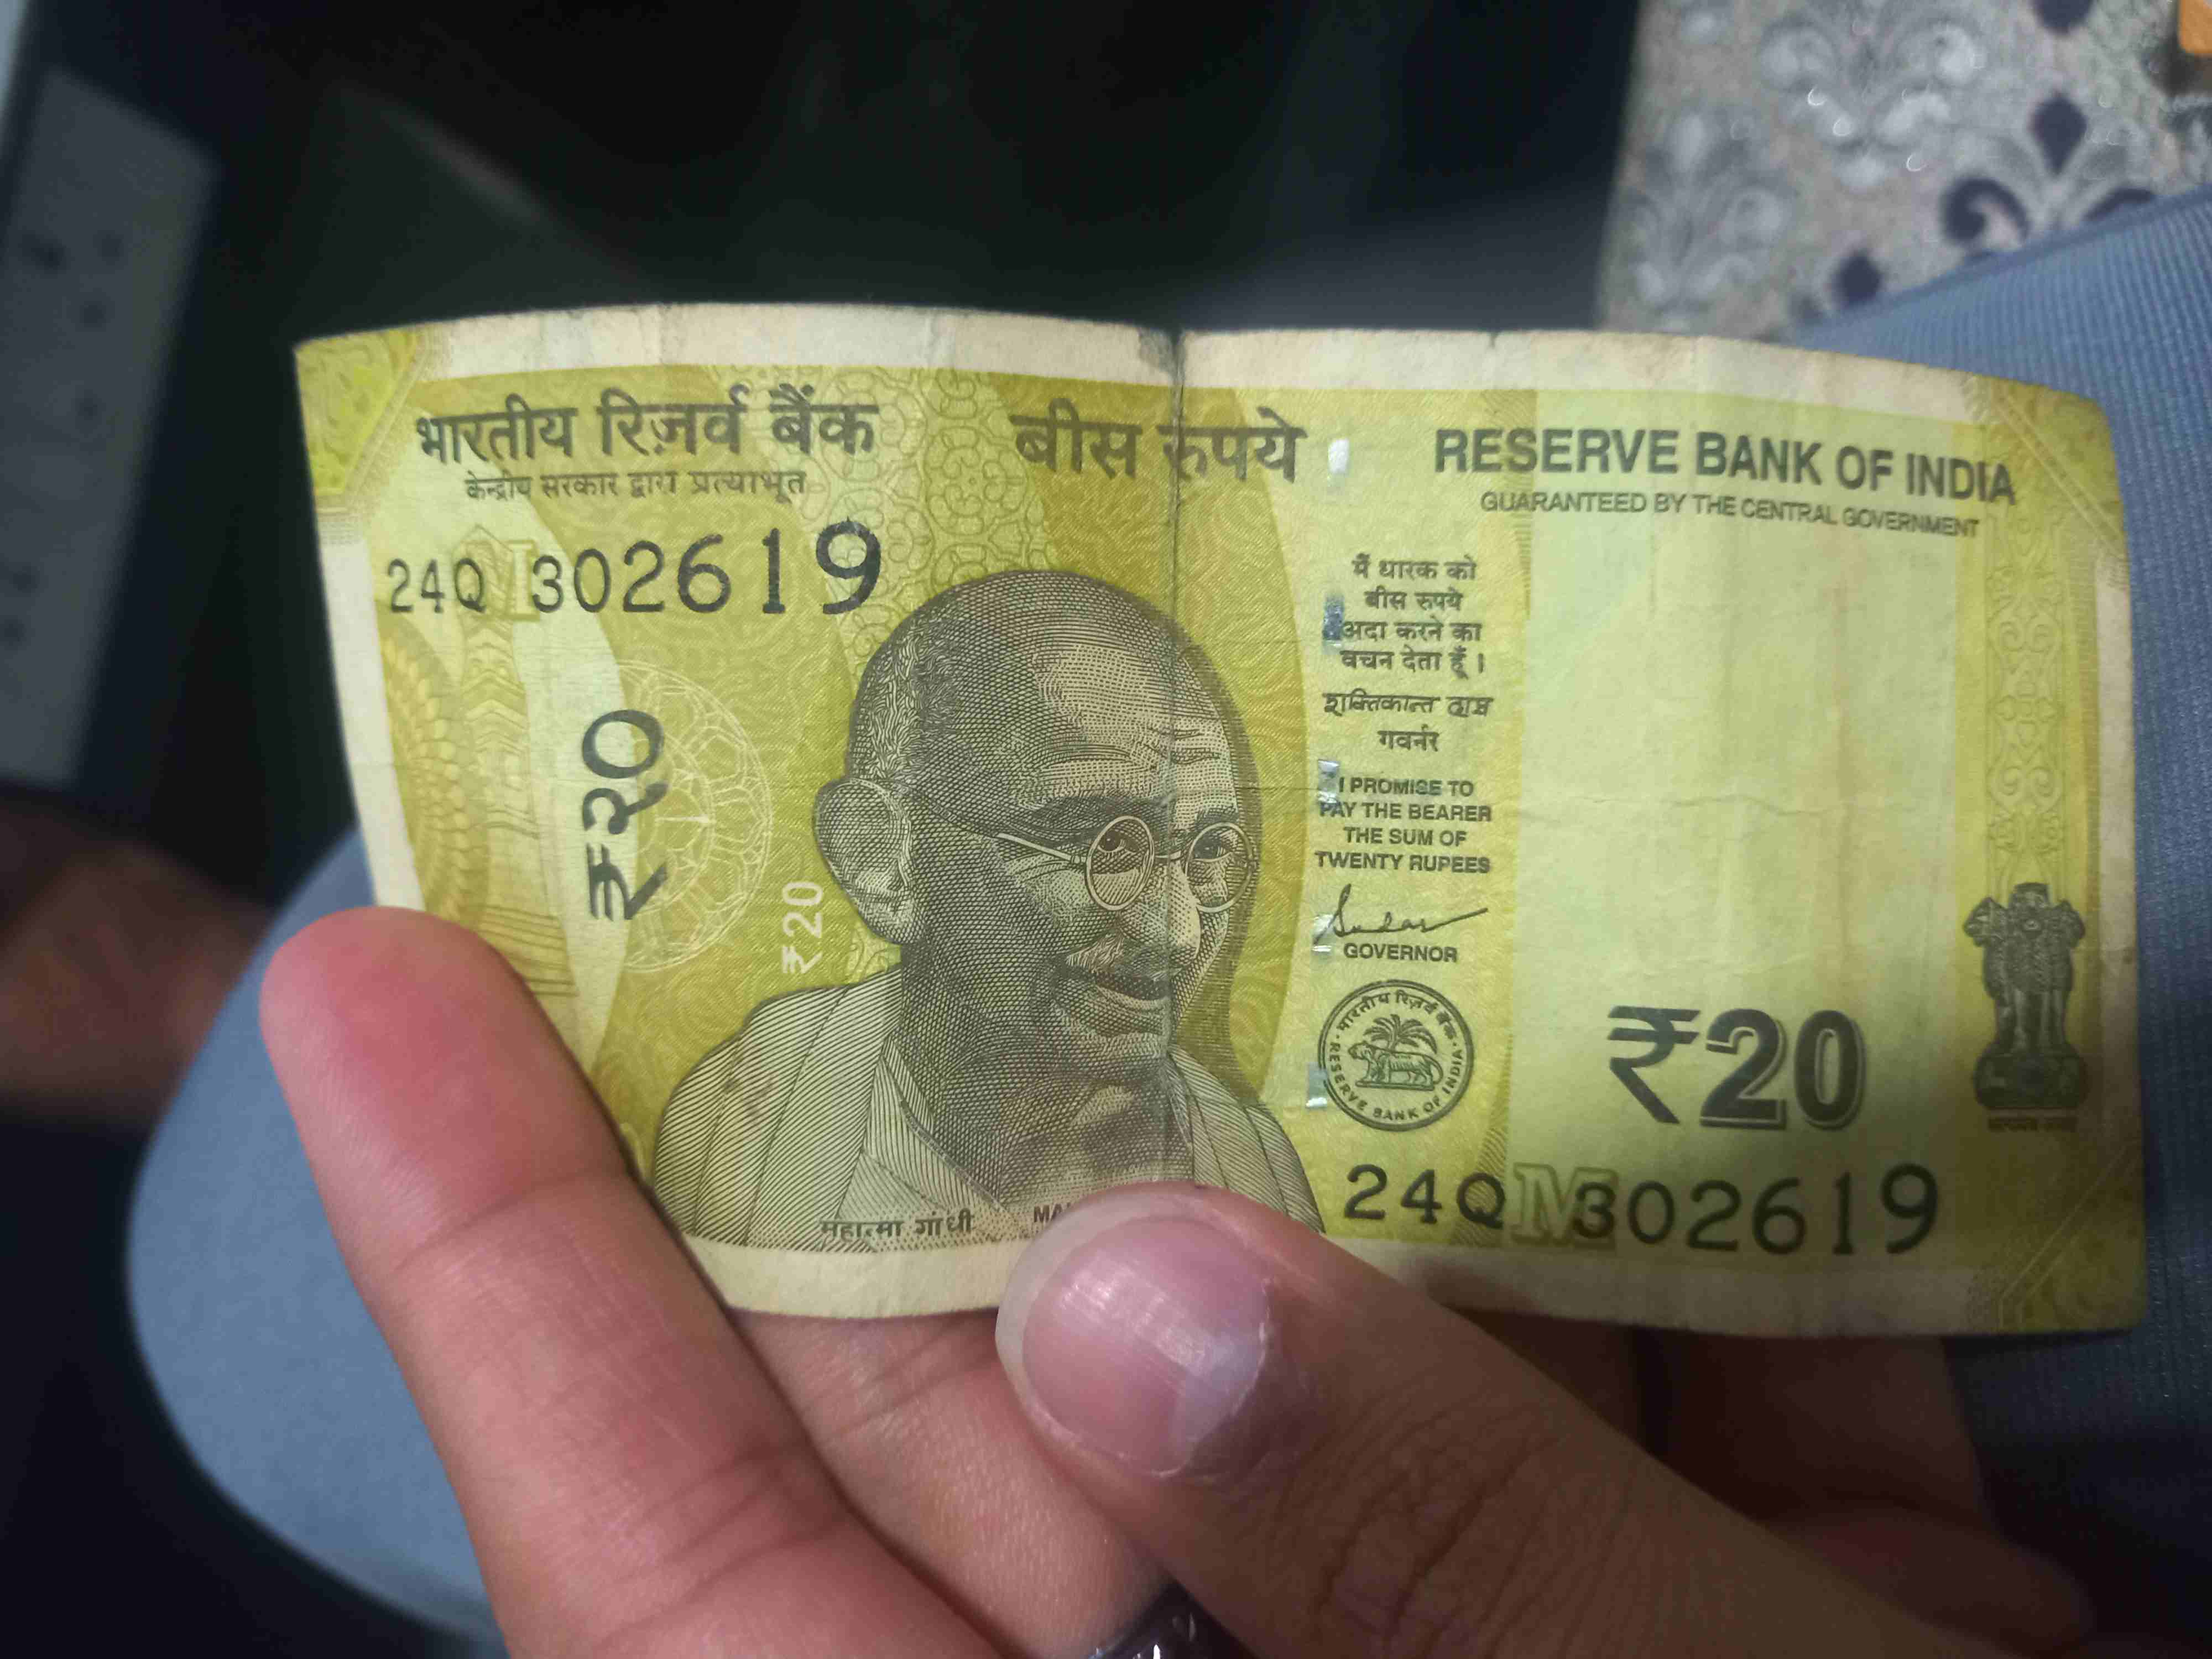 भारतीय रिज़र्व बैंक
केन्द्रीय सरकार द्वारा प्रत्याभूत
बीस रुपये
RESERVE BANK OF INDIA
GUARANTEED BY THE CENTRAL GOVERNMENT
24Q 302619
₹२०
₹20
मैं धारक को
बीस रुपये
अदा करने का
वचन देता हूँ।
शक्तिकान्त दास
गवर्नर
I PROMISE TO
PAY THE BEARER
THE SUM OF
TWENTY RUPEES
GOVERNOR
भारतीय रिज़र्व बैंक
RESERVE BANK OF INDIA
₹20
24Q M 302619
महात्मा गांधी